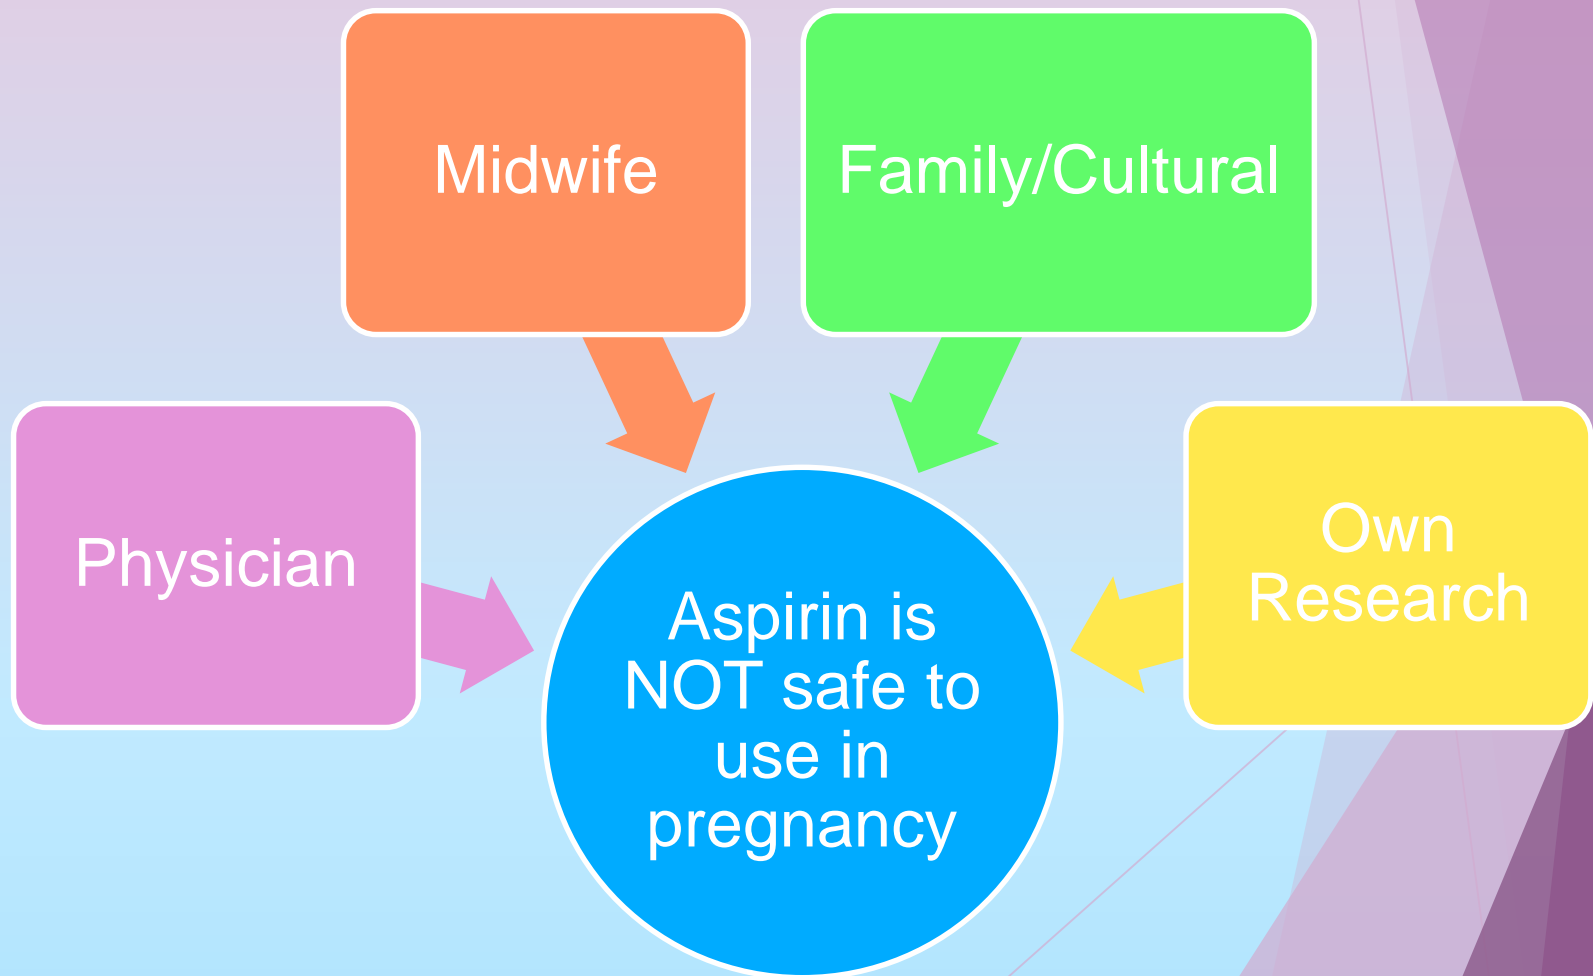 Midwife
Family/Cultural
Physician
Own
Research
Aspirin is
NOT safe to
use in
pregnancy